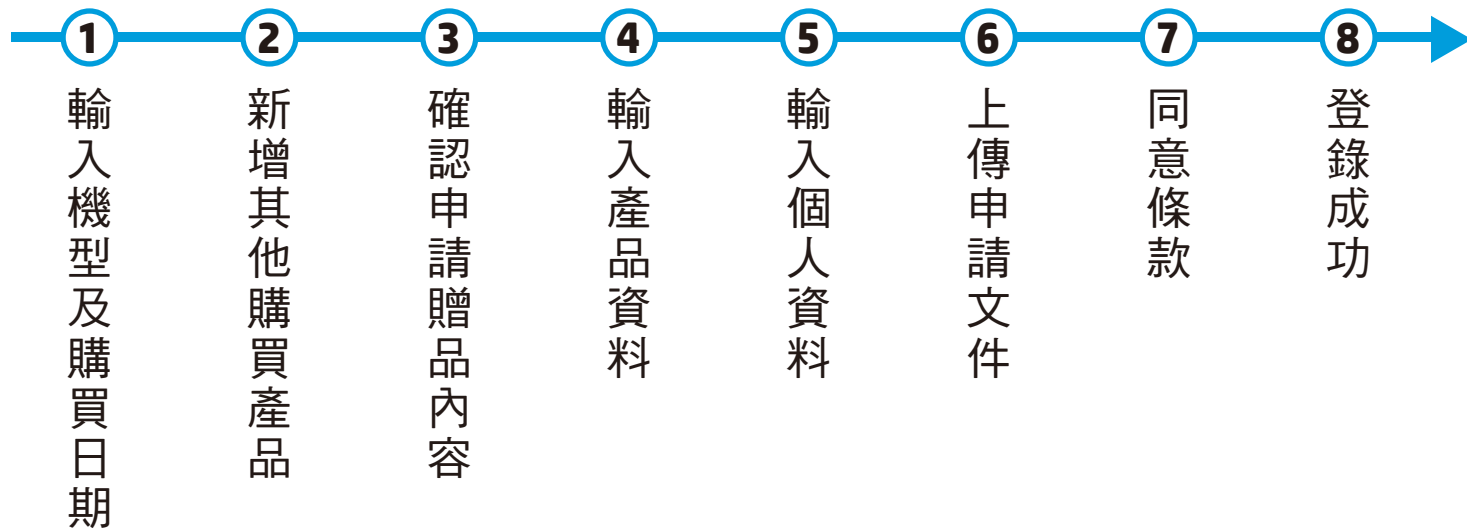 1
輸入機型及購買日期
2
新增其他購買產品
3
確認申請贈品內容
4
輸入產品資料
5
輸入個人資料
6
上傳申請文件
7
同意條款
8
登錄成功